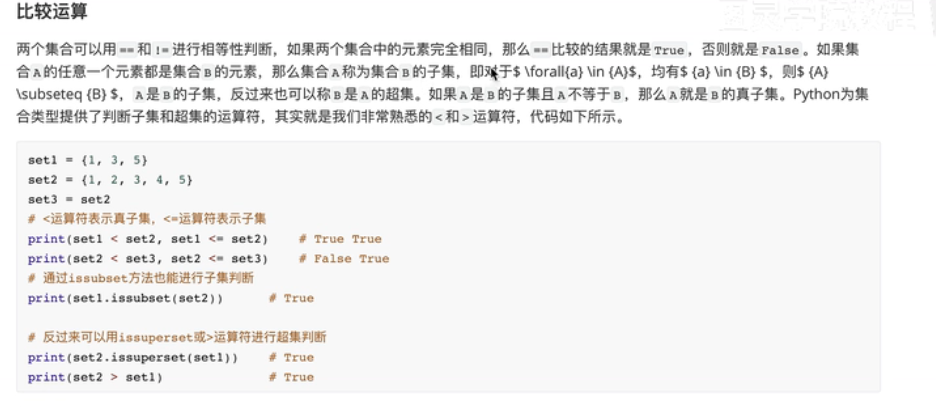 比较运算
两个集合可以用==和!=进行相等性判断，如果两个集合中的元素完全相同，那么==比较的结果就是True，否则就是False。如果集
合A的任意一个元素都是集合B的元素，那么集合A称为集合B的子集，即对于$ \forall{a} \in {A}$，均有$ {a} \in {B} $，则$ {A}
\subseteq {B} $，A是B的子集，反过来也可以称B是A的超集。如果A是B的子集且A不等于B，那么A就是B的真子集。Python为集
合类型提供了判断子集和超集的运算符，其实就是我们非常熟悉的<和>运算符，代码如下所示。
set1 = {1, 3, 5}
set2 = {1, 2, 3, 4, 5}
set3 = set2
# <运算符表示真子集，<=运算符表示子集
print(set1 < set2, set1 <= set2)    # True True
print(set2 < set3, set2 <= set3)    # False True
# 通过issubset方法也能进行子集判断
print(set1.issubset(set2))      # True
# 反过来可以用issuperset或>运算符进行超集判断
print(set2.issuperset(set1))    # True
print(set2 > set1)              # True